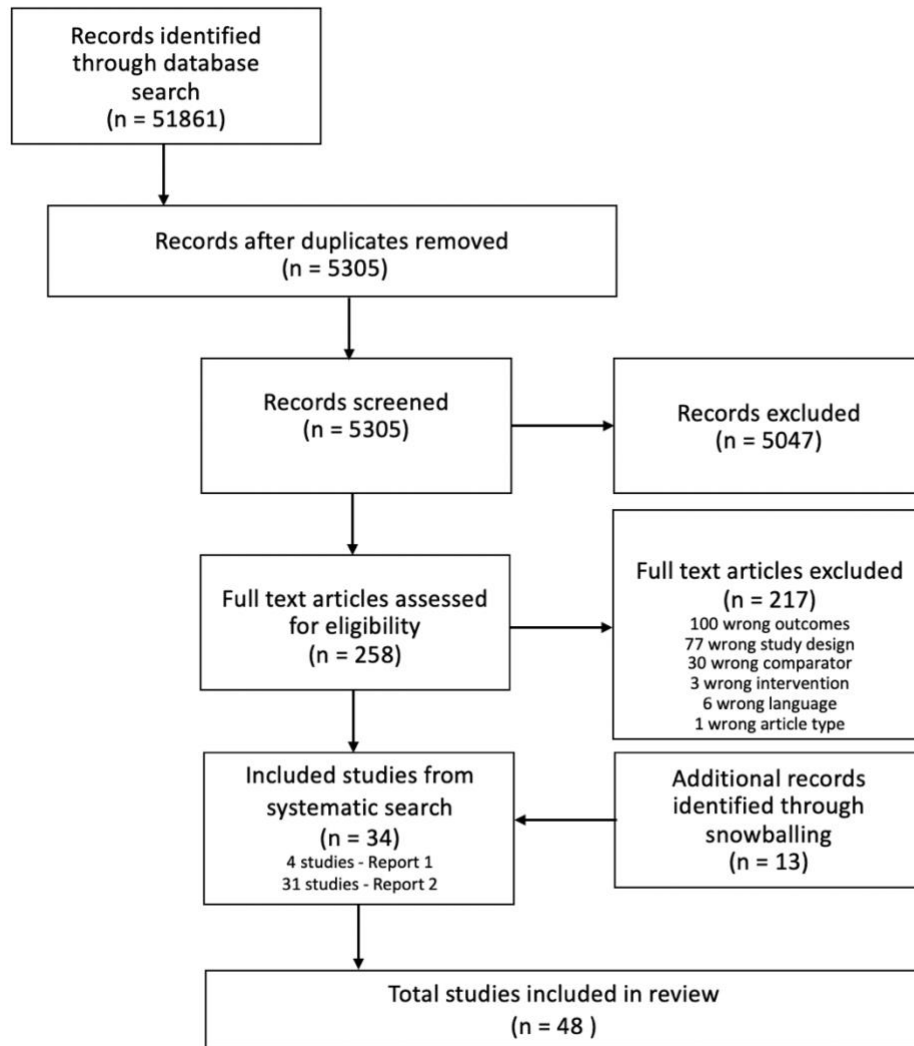 Records identified
through database
search
(n = 51861)
Records after duplicates removed
(n = 5305)
Records screened
(n = 5305)
Records excluded
(n = 5047)
Full text articles assessed
for eligibility
(n = 258)
Full text articles excluded
(n = 217)
100 wrong outcomes
77 wrong study design
30 wrong comparator
3 wrong intervention
6 wrong language
1 wrong article type
Included studies from
systematic search
(n = 34)
4 studies - Report 1
31 studies - Report 2
Additional records
identified through
snowballing
(n = 13)
Total studies included in review
(n = 48 )